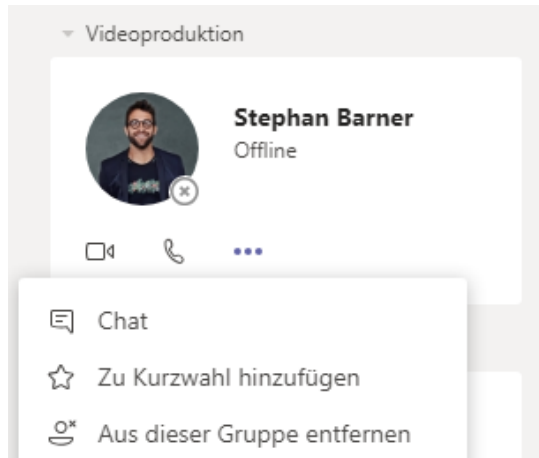 Videoproduktion
Stephan Barner
Offline
Chat
Zu Kurzwahl hinzufügen
Aus dieser Gruppe entfernen